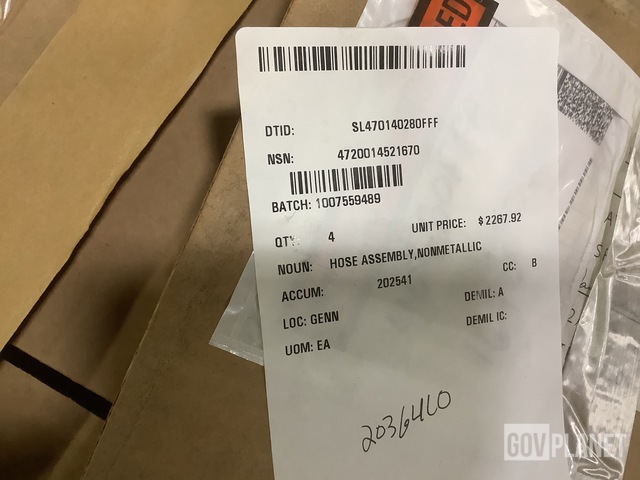 ED
DTID: SL470140280FFF
NSN: 4720014521670
BATCH: 1007559489
QTY: 4 UNIT PRICE: $2267.92
NOUN: HOSE ASSEMBLY,NONMETALLIC
ACCUM: 202541 CC: B
LOC: GENN DEMIL: A
UOM: EA DEMIL IC:
2036460
GOVPLANET